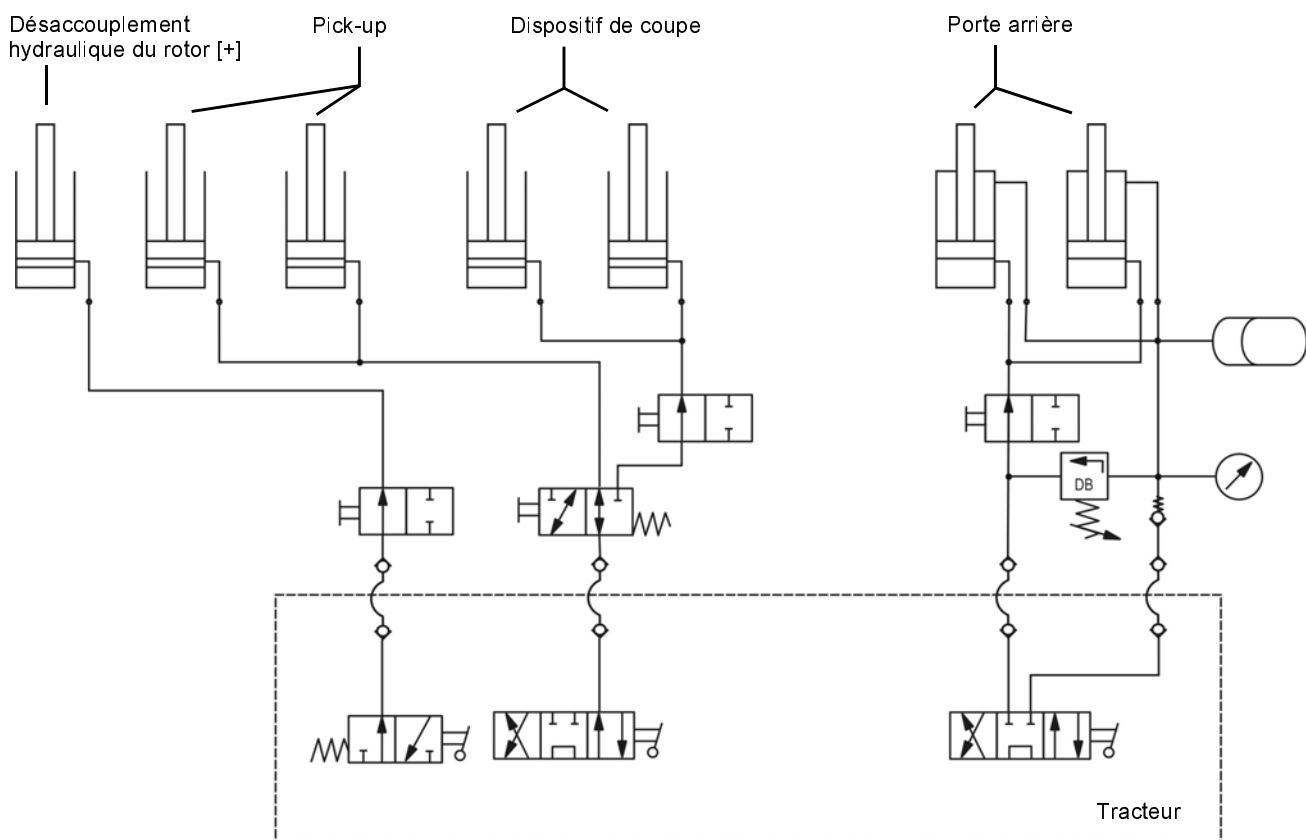 Désaccouplement
hydraulique du rotor [+]
Pick-up
Dispositif de coupe
Porte arrière
DB
Tracteur